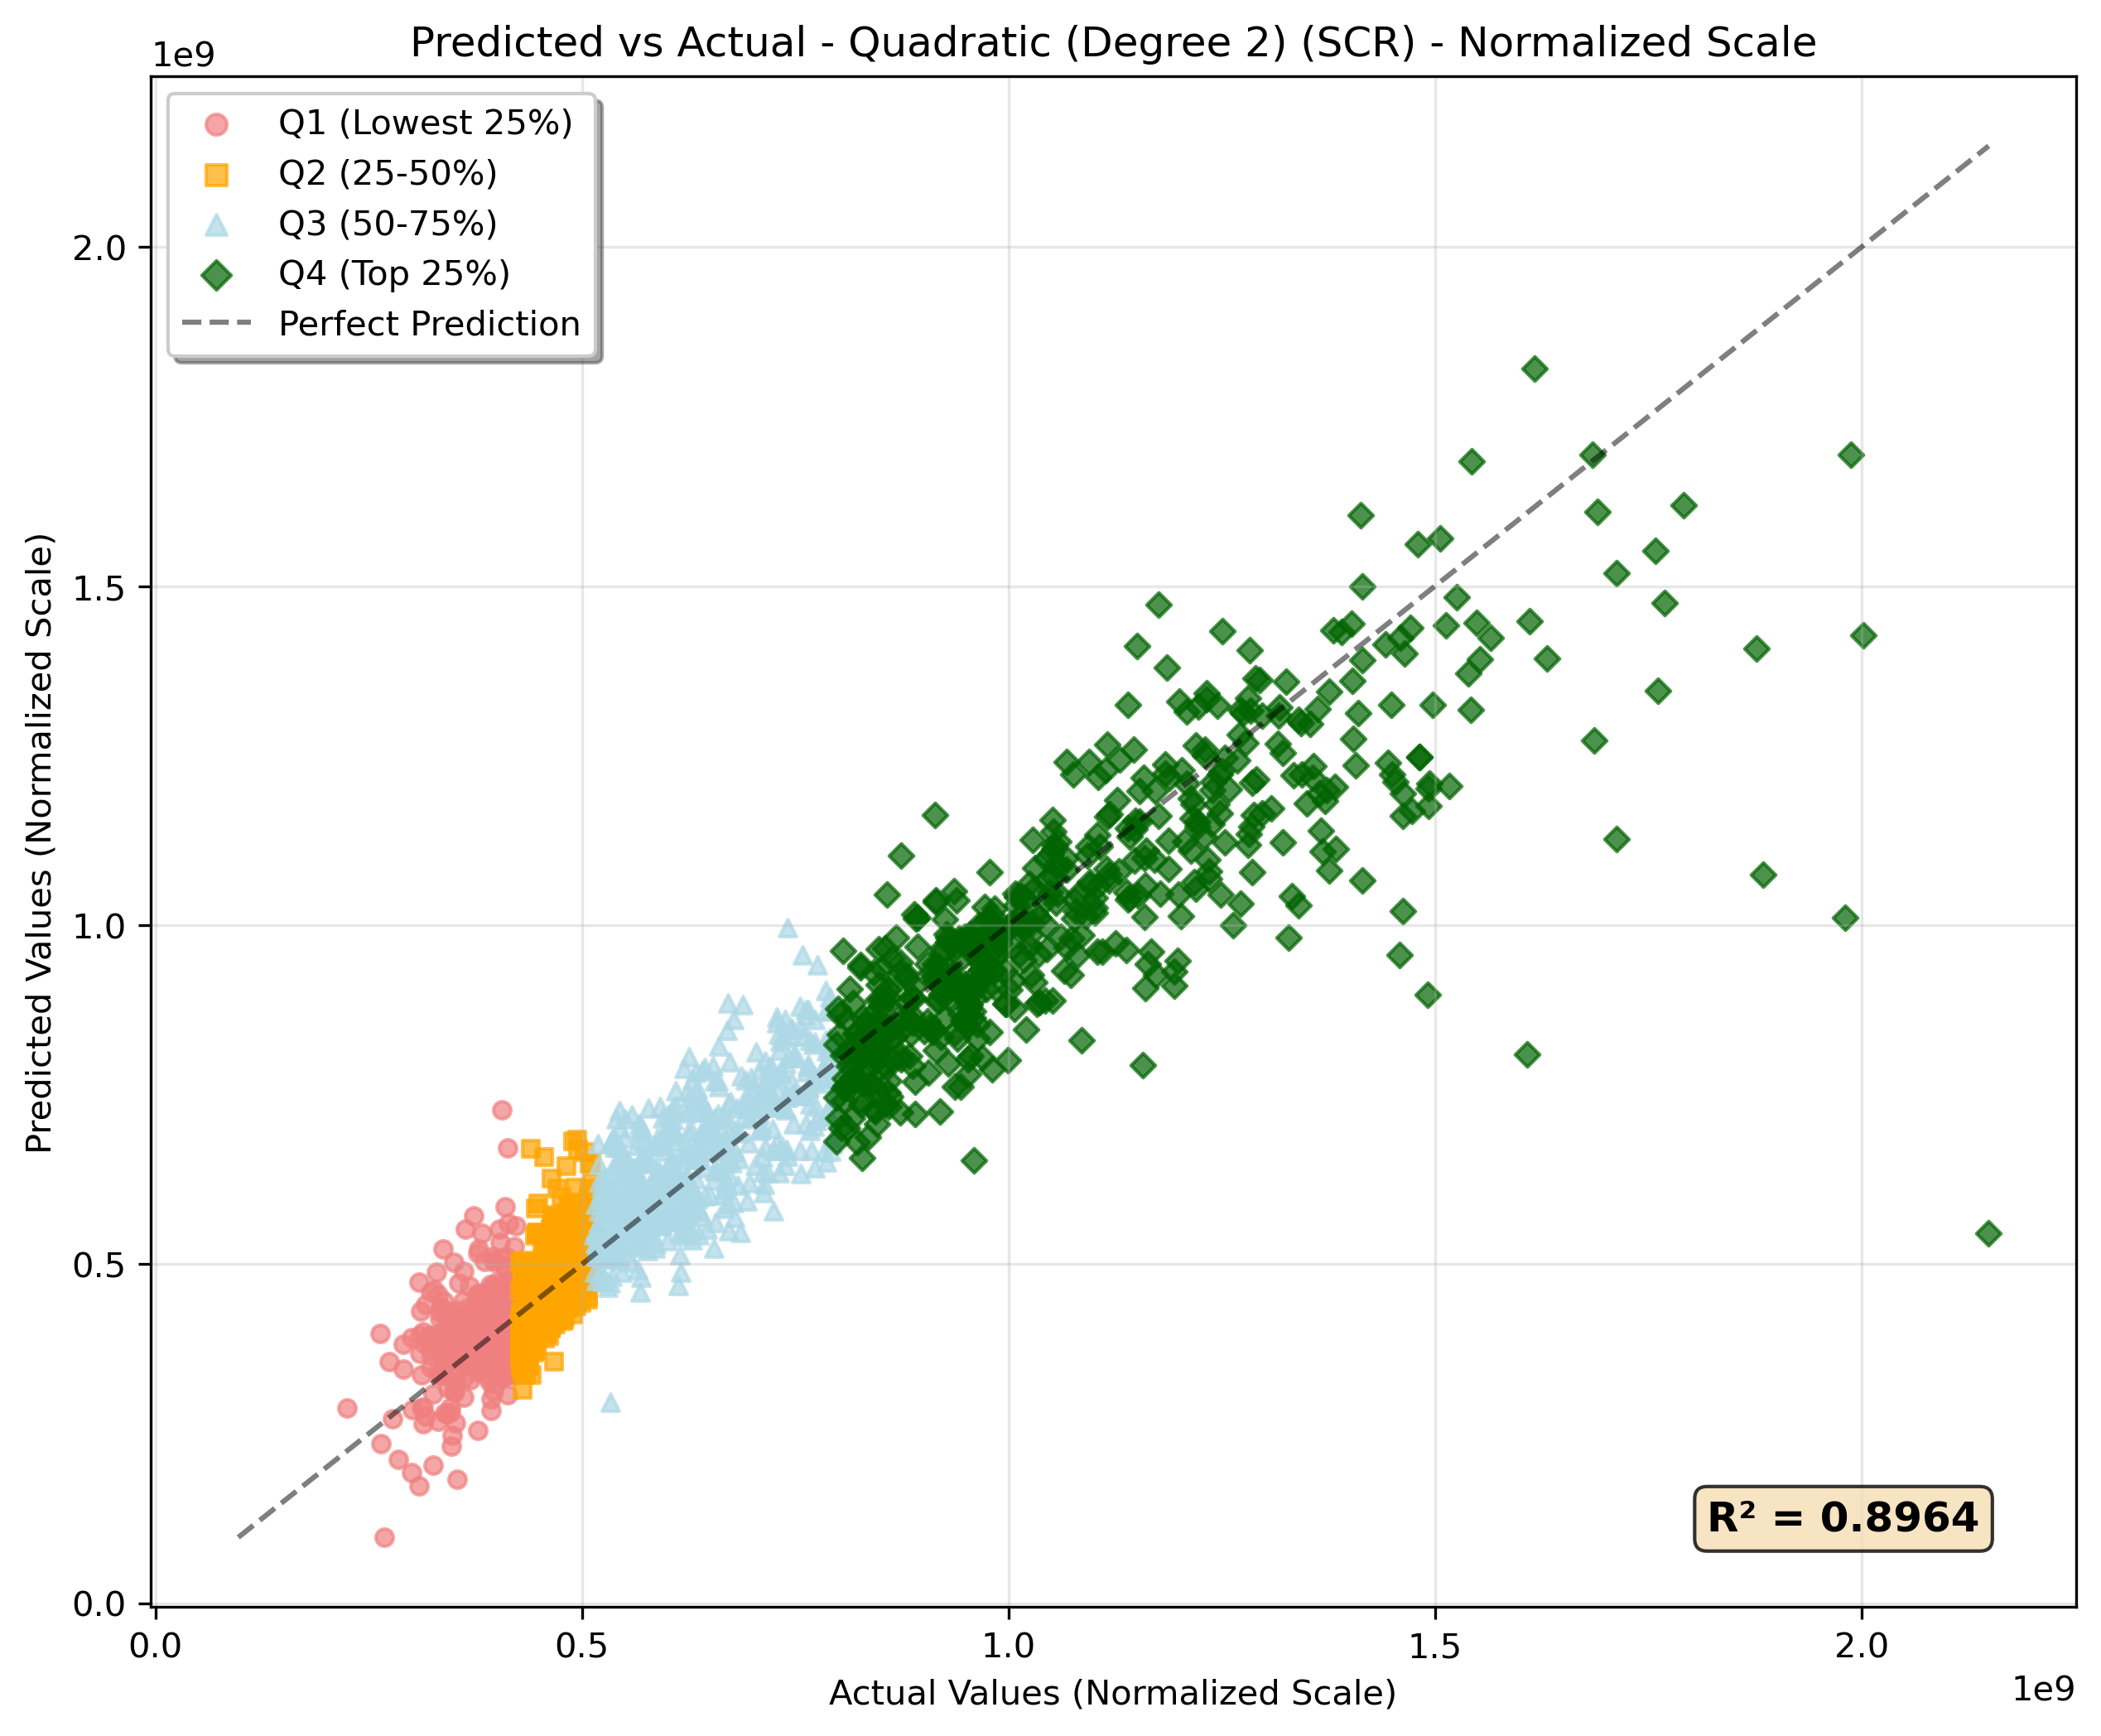 Predicted vs Actual - Quadratic (Degree 2) (SCR) - Normalized Scale
1e9
Q1 (Lowest 25%)
Q2 (25-50%)
Q3 (50-75%)
Q4 (Top 25%)
Perfect Prediction
2.0
1.5
1.0
0.5
0.0
Predicted Values (Normalized Scale)
R² = 0.8964
0.0 0.5 1.0 1.5 2.0
1e9
Actual Values (Normalized Scale)